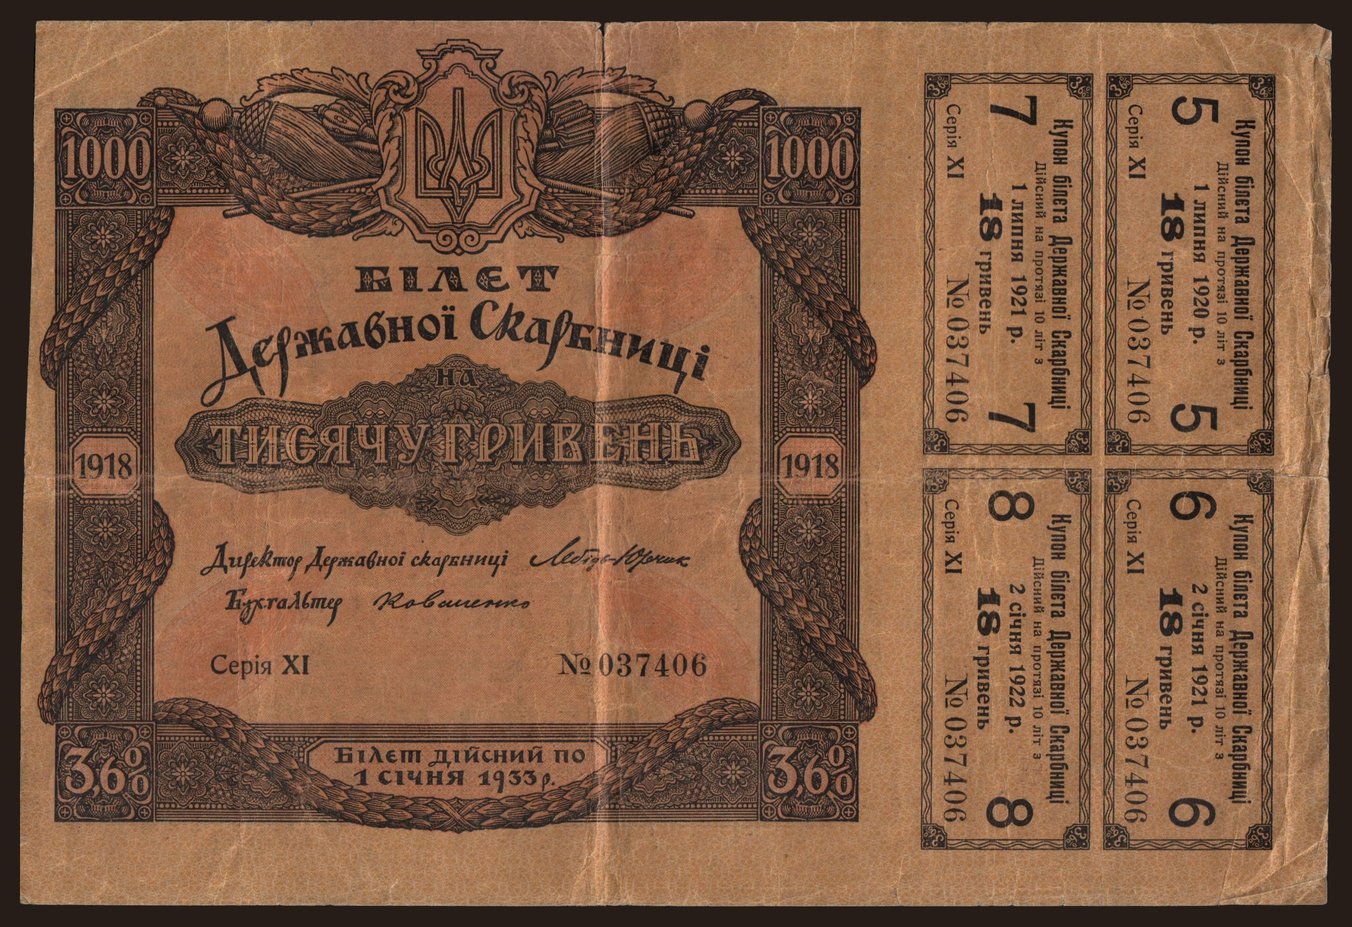 1000
1000
БІЛЕТ
Державної Скарбниці
НА
ТИСЯЧУ ГРИВЕНЬ
1918
1918
Директор Державної скарбниці
Бухгальтер
Серія XI
№ 037406
3,6%
3,6%
БІЛЕТ ДІЙСНИЙ ПО
1 СІЧНЯ 1933 р.
7
7
Купон білета Державної Скарбниці
Дійсний на протязі 10 літ з
1 липня 1921 р.
18 гривень
Серія XI
№ 037406
5
5
Купон білета Державної Скарбниці
Дійсний на протязі 10 літ з
1 липня 1920 р.
18 гривень
Серія XI
№ 037406
8
8
Купон білета Державної Скарбниці
Дійсний на протязі 10 літ з
2 січня 1922 р.
18 гривень
Серія XI
№ 037406
6
6
Купон білета Державної Скарбниці
Дійсний на протязі 10 літ з
2 січня 1921 р.
18 гривень
Серія XI
№ 037406